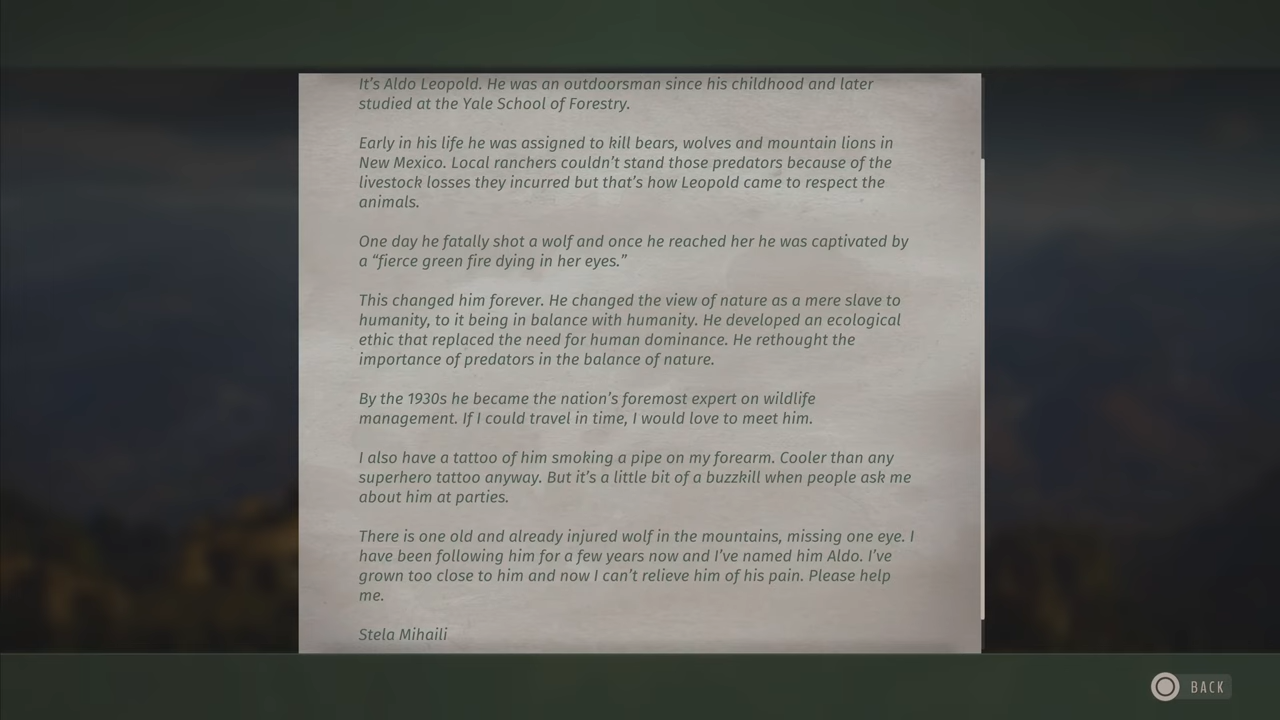 It’s Aldo Leopold. He was an outdoorsman since his childhood and later
studied at the Yale School of Forestry.
Early in his life he was assigned to kill bears, wolves and mountain lions in
New Mexico. Local ranchers couldn’t stand those predators because of the
livestock losses they incurred but that’s how Leopold came to respect the
animals.
One day he fatally shot a wolf and once he reached her he was captivated by
a “fierce green fire dying in her eyes.”
This changed him forever. He changed the view of nature as a mere slave to
humanity, to it being in balance with humanity. He developed an ecological
ethic that replaced the need for human dominance. He rethought the
importance of predators in the balance of nature.
By the 1930s he became the nation’s foremost expert on wildlife
management. If I could travel in time, I would love to meet him.
I also have a tattoo of him smoking a pipe on my forearm. Cooler than any
superhero tattoo anyway. But it’s a little bit of a buzzkill when people ask me
about him at parties.
There is one old and already injured wolf in the mountains, missing one eye. I
have been following him for a few years now and I’ve named him Aldo. I’ve
grown too close to him and now I can’t relieve him of his pain. Please help
me.
Stela Mihaili
BACK